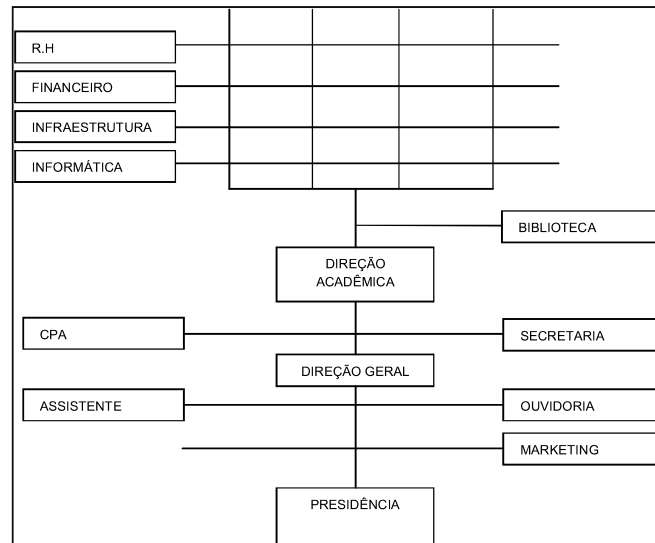 R.H
FINANCEIRO
INFRAESTRUTURA
INFORMÁTICA
BIBLIOTECA
DIREÇÃO
ACADÊMICA
CPA
SECRETARIA
DIREÇÃO GERAL
ASSISTENTE
OUVIDORIA
MARKETING
PRESIDÊNCIA